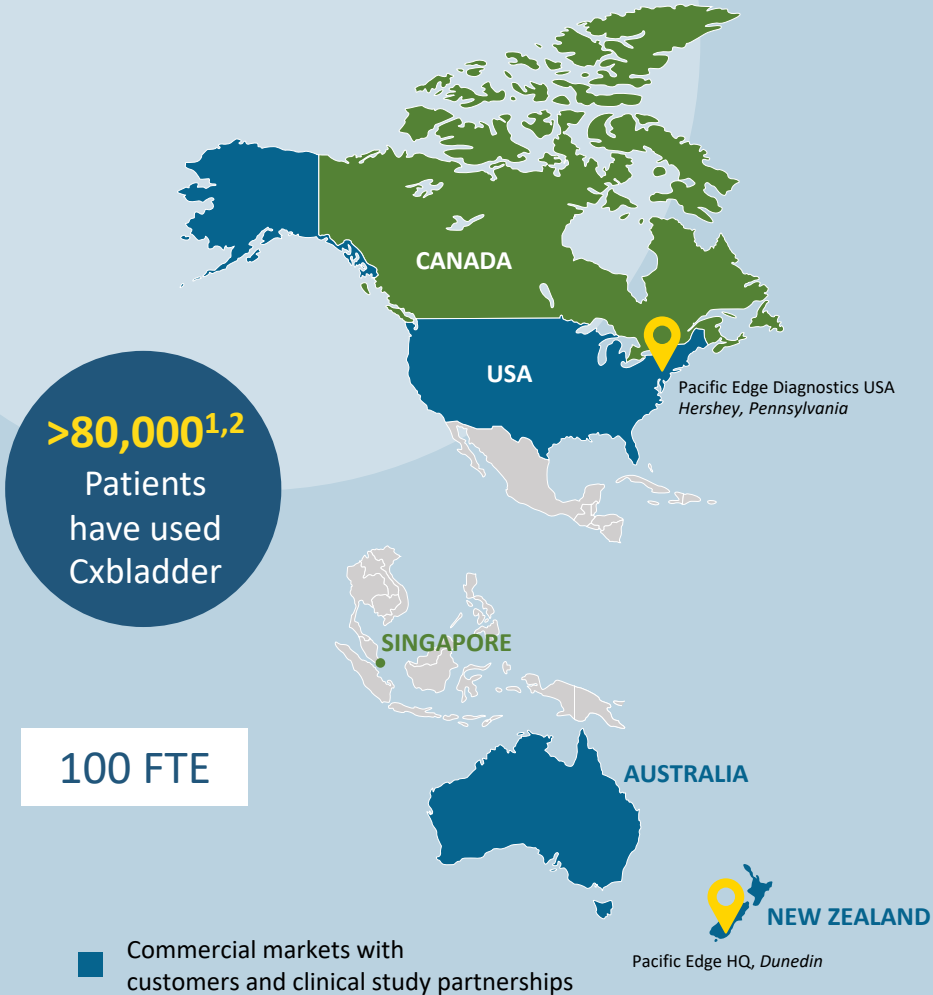 CANADA
USA
Pacific Edge Diagnostics USA
Hershey, Pennsylvania
>80,000¹,²
Patients
have used
Cxbladder
SINGAPORE
100 FTE
AUSTRALIA
NEW ZEALAND
Pacific Edge HQ, Dunedin
Commercial markets with
customers and clinical study partnerships